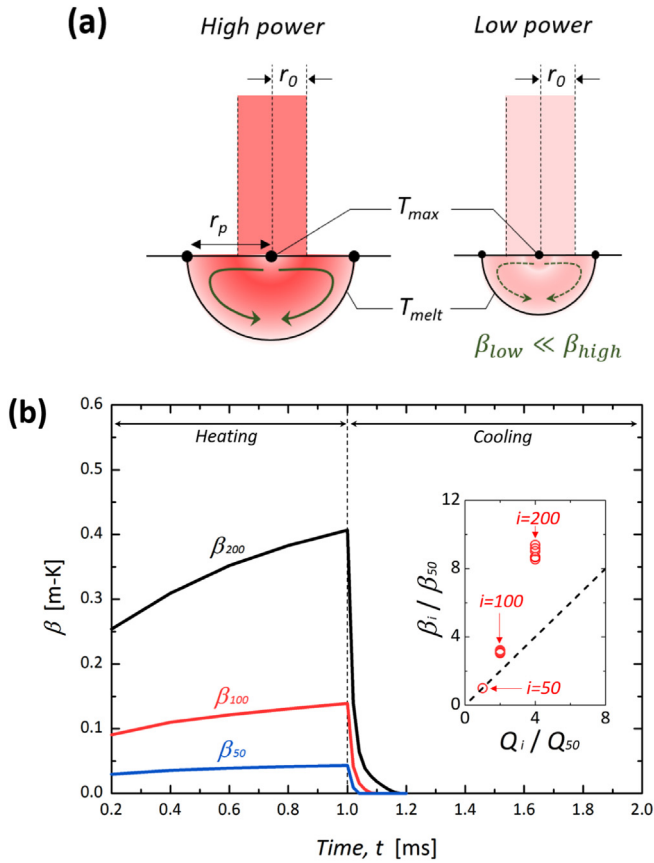 (a)
High power
Low power
r0
r0
rp
Tmax
Tmelt
βlow ≪ βhigh
(b)
0.6
0.5
0.4
0.3
0.2
0.1
0.0
β [m-K]
Heating
Cooling
β200
β100
β50
12
8
4
0
βi / β50
i=200
i=100
i=50
0
4
8
Qi / Q50
0.2
0.4
0.6
0.8
1.0
1.2
1.4
1.6
1.8
2.0
Time, t [ms]